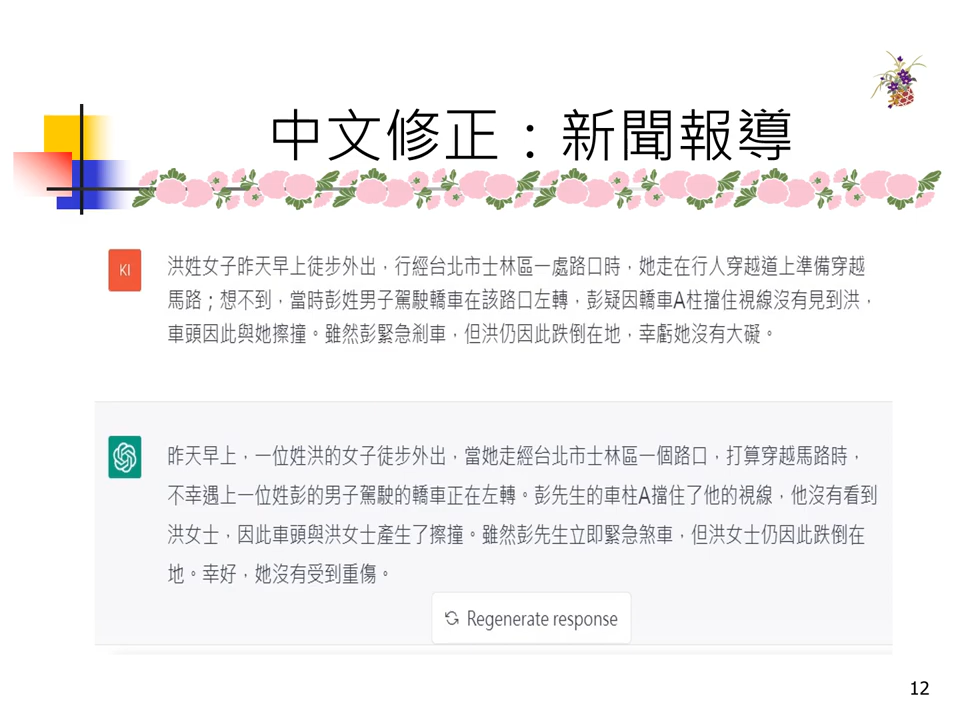 中文修正：新聞報導
KI
洪姓女子昨天早上徒步外出，行經台北市士林區一處路口時，她走在行人穿越道上準備穿越
馬路；想不到，當時彭姓男子駕駛轎車在該路口左轉，彭疑因轎車A柱擋住視線沒有見到洪，
車頭因此與她擦撞。雖然彭緊急剎車，但洪仍因此跌倒在地，幸虧她沒有大礙。
昨天早上，一位姓洪的女子徒步外出，當她走經台北市士林區一個路口，打算穿越馬路時，
不幸遇上一位姓彭的男子駕駛的轎車正在左轉。彭先生的車柱A擋住了他的視線，他沒有看到
洪女士，因此車頭與洪女士產生了擦撞。雖然彭先生立即緊急煞車，但洪女士仍因此跌倒在
地。幸好，她沒有受到重傷。
Regenerate response
12